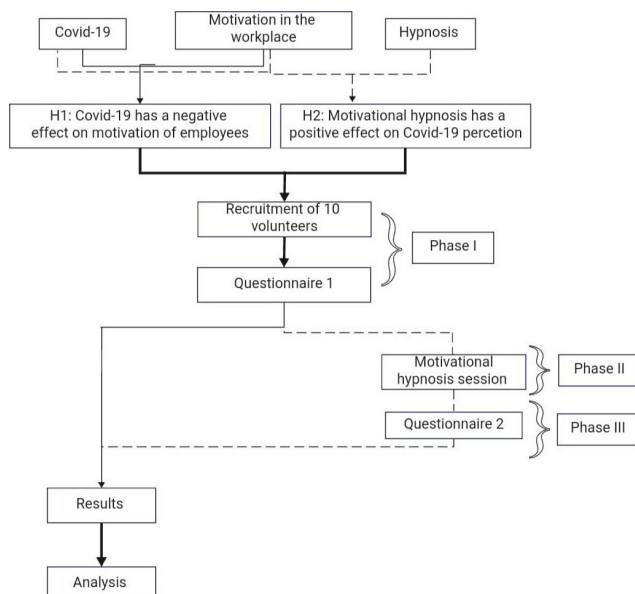 Covid-19
Motivation in the
workplace
Hypnosis
H1: Covid-19 has a negative
effect on motivation of employees
H2: Motivational hypnosis has a
positive effect on Covid-19 percetion
Recruitment of 10
volunteers
Phase I
Questionnaire 1
Motivational
hypnosis session
Phase II
Questionnaire 2
Phase III
Results
Analysis